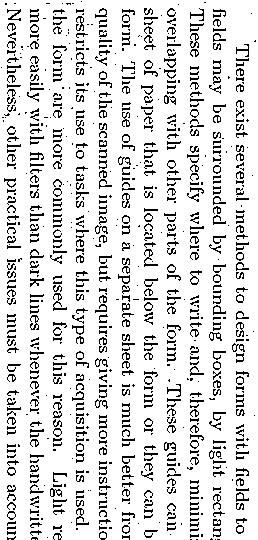 There exist several methods to design forms with fields to
fields may be surrounded by bounding boxes, by light rectang
These methods specify where to write and, therefore, minimi
overlapping with other parts of the form. These guides can
sheet of paper that is located below the form or they can b
form. The use of guides on a separate sheet is much better fron
quality of the scanned image, but requires giving more instructio
restricts its use to tasks where this type of acquisition is used.
the form are more commonly used for this reason. Light re
more easily with filters than dark lines whenever the handwritte
Nevertheless, other practical issues must be taken into accoun